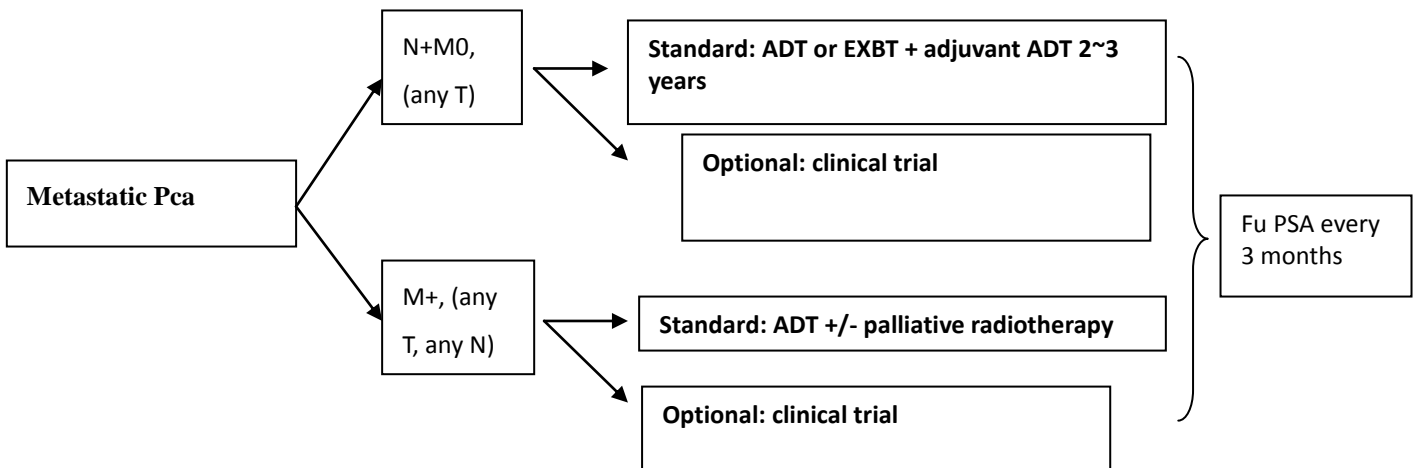 Metastatic Pca
N+M0,
(any T)
Standard: ADT or EXBT + adjuvant ADT 2~3
years
Optional: clinical trial
M+, (any
T, any N)
Standard: ADT +/- palliative radiotherapy
Optional: clinical trial
Fu PSA every
3 months